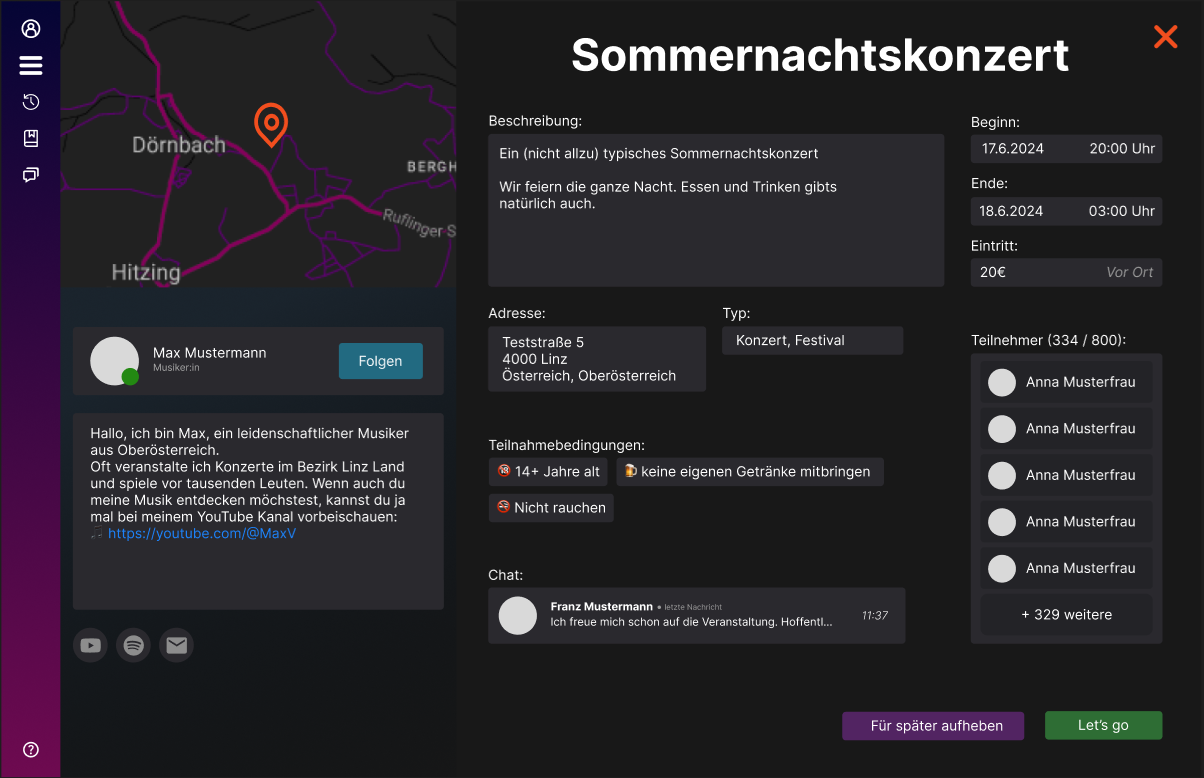 Dörnbach
BERGH
Ruflinger S
Hitzing
Max Mustermann
Musiker:in
Folgen
Hallo, ich bin Max, ein leidenschaftlicher Musiker
aus Oberösterreich.
Oft veranstalte ich Konzerte im Bezirk Linz Land
und spiele vor tausenden Leuten. Wenn auch du
meine Musik entdecken möchstest, kannst du ja
mal bei meinem YouTube Kanal vorbeischauen:
🎵 https://youtube.com/@MaxV
Sommernachtskonzert
Beschreibung:
Ein (nicht allzu) typisches Sommernachtskonzert
Wir feiern die ganze Nacht. Essen und Trinken gibts
natürlich auch.
Beginn:
17.6.2024 20:00 Uhr
Ende:
18.6.2024 03:00 Uhr
Eintritt:
20€ Vor Ort
Adresse:
Teststraße 5
4000 Linz
Österreich, Oberösterreich
Typ:
Konzert, Festival
Teilnahmebedingungen:
🔞 14+ Jahre alt
🍺 keine eigenen Getränke mitbringen
Nicht rauchen
Teilnehmer (334 / 800):
Anna Musterfrau
Anna Musterfrau
Anna Musterfrau
Anna Musterfrau
Anna Musterfrau
+ 329 weitere
Chat:
Franz Mustermann • letzte Nachricht
Ich freue mich schon auf die Veranstaltung. Hoffentl...
11:37
Für später aufheben
Let's go